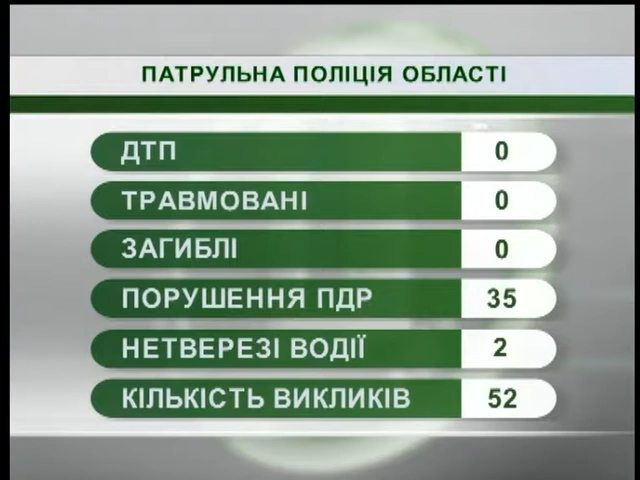 ПАТРУЛЬНА ПОЛІЦІЯ ОБЛАСТІ
ДТП 0
ТРАВМОВАНІ 0
ЗАГИБЛІ 0
ПОРУШЕННЯ ПДР 35
НЕТВЕРЕЗІ ВОДІЇ 2
КІЛЬКІСТЬ ВИКЛИКІВ 52